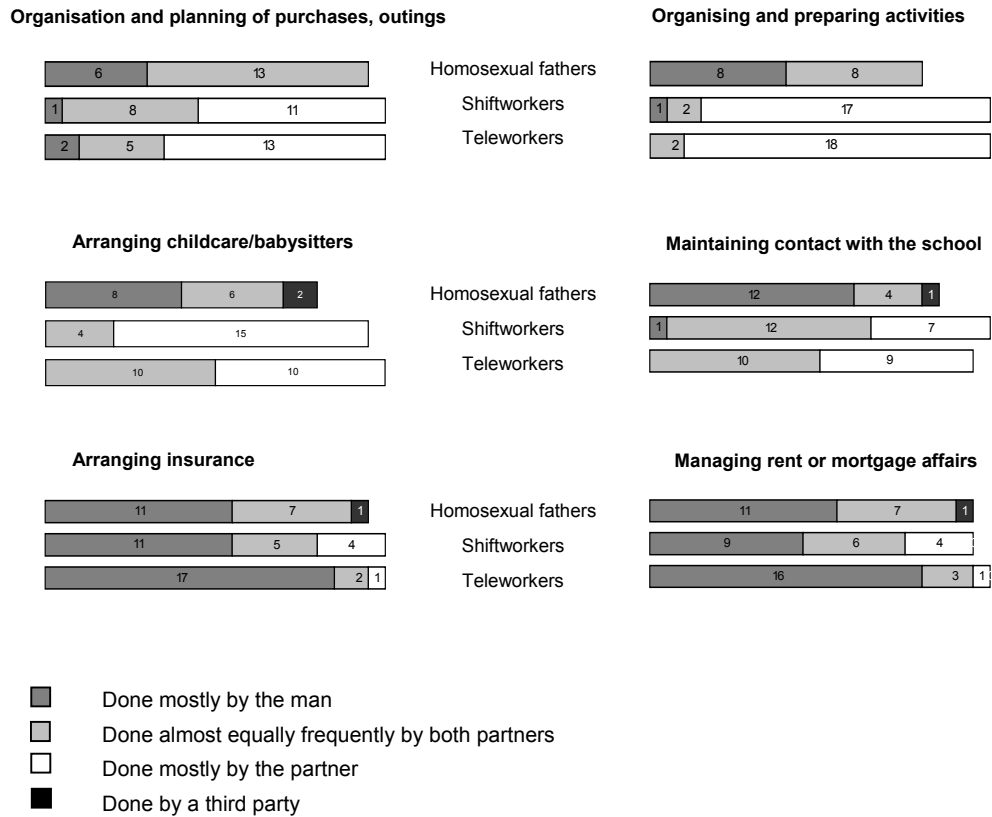 Organisation and planning of purchases, outings
Organising and preparing activities
6 13 Homosexual fathers 8 8
1 8 11 Shiftworkers 1 2 17
2 5 13 Teleworkers 2 18
Arranging childcare/babysitters
Maintaining contact with the school
8 6 2 Homosexual fathers 12 4 1
4 15 Shiftworkers 1 12 7
10 10 Teleworkers 10 9
Arranging insurance
Managing rent or mortgage affairs
11 7 1 Homosexual fathers 11 7 1
11 5 4 Shiftworkers 9 6 4
17 2 1 Teleworkers 16 3 1
Done mostly by the man
Done almost equally frequently by both partners
Done mostly by the partner
Done by a third party